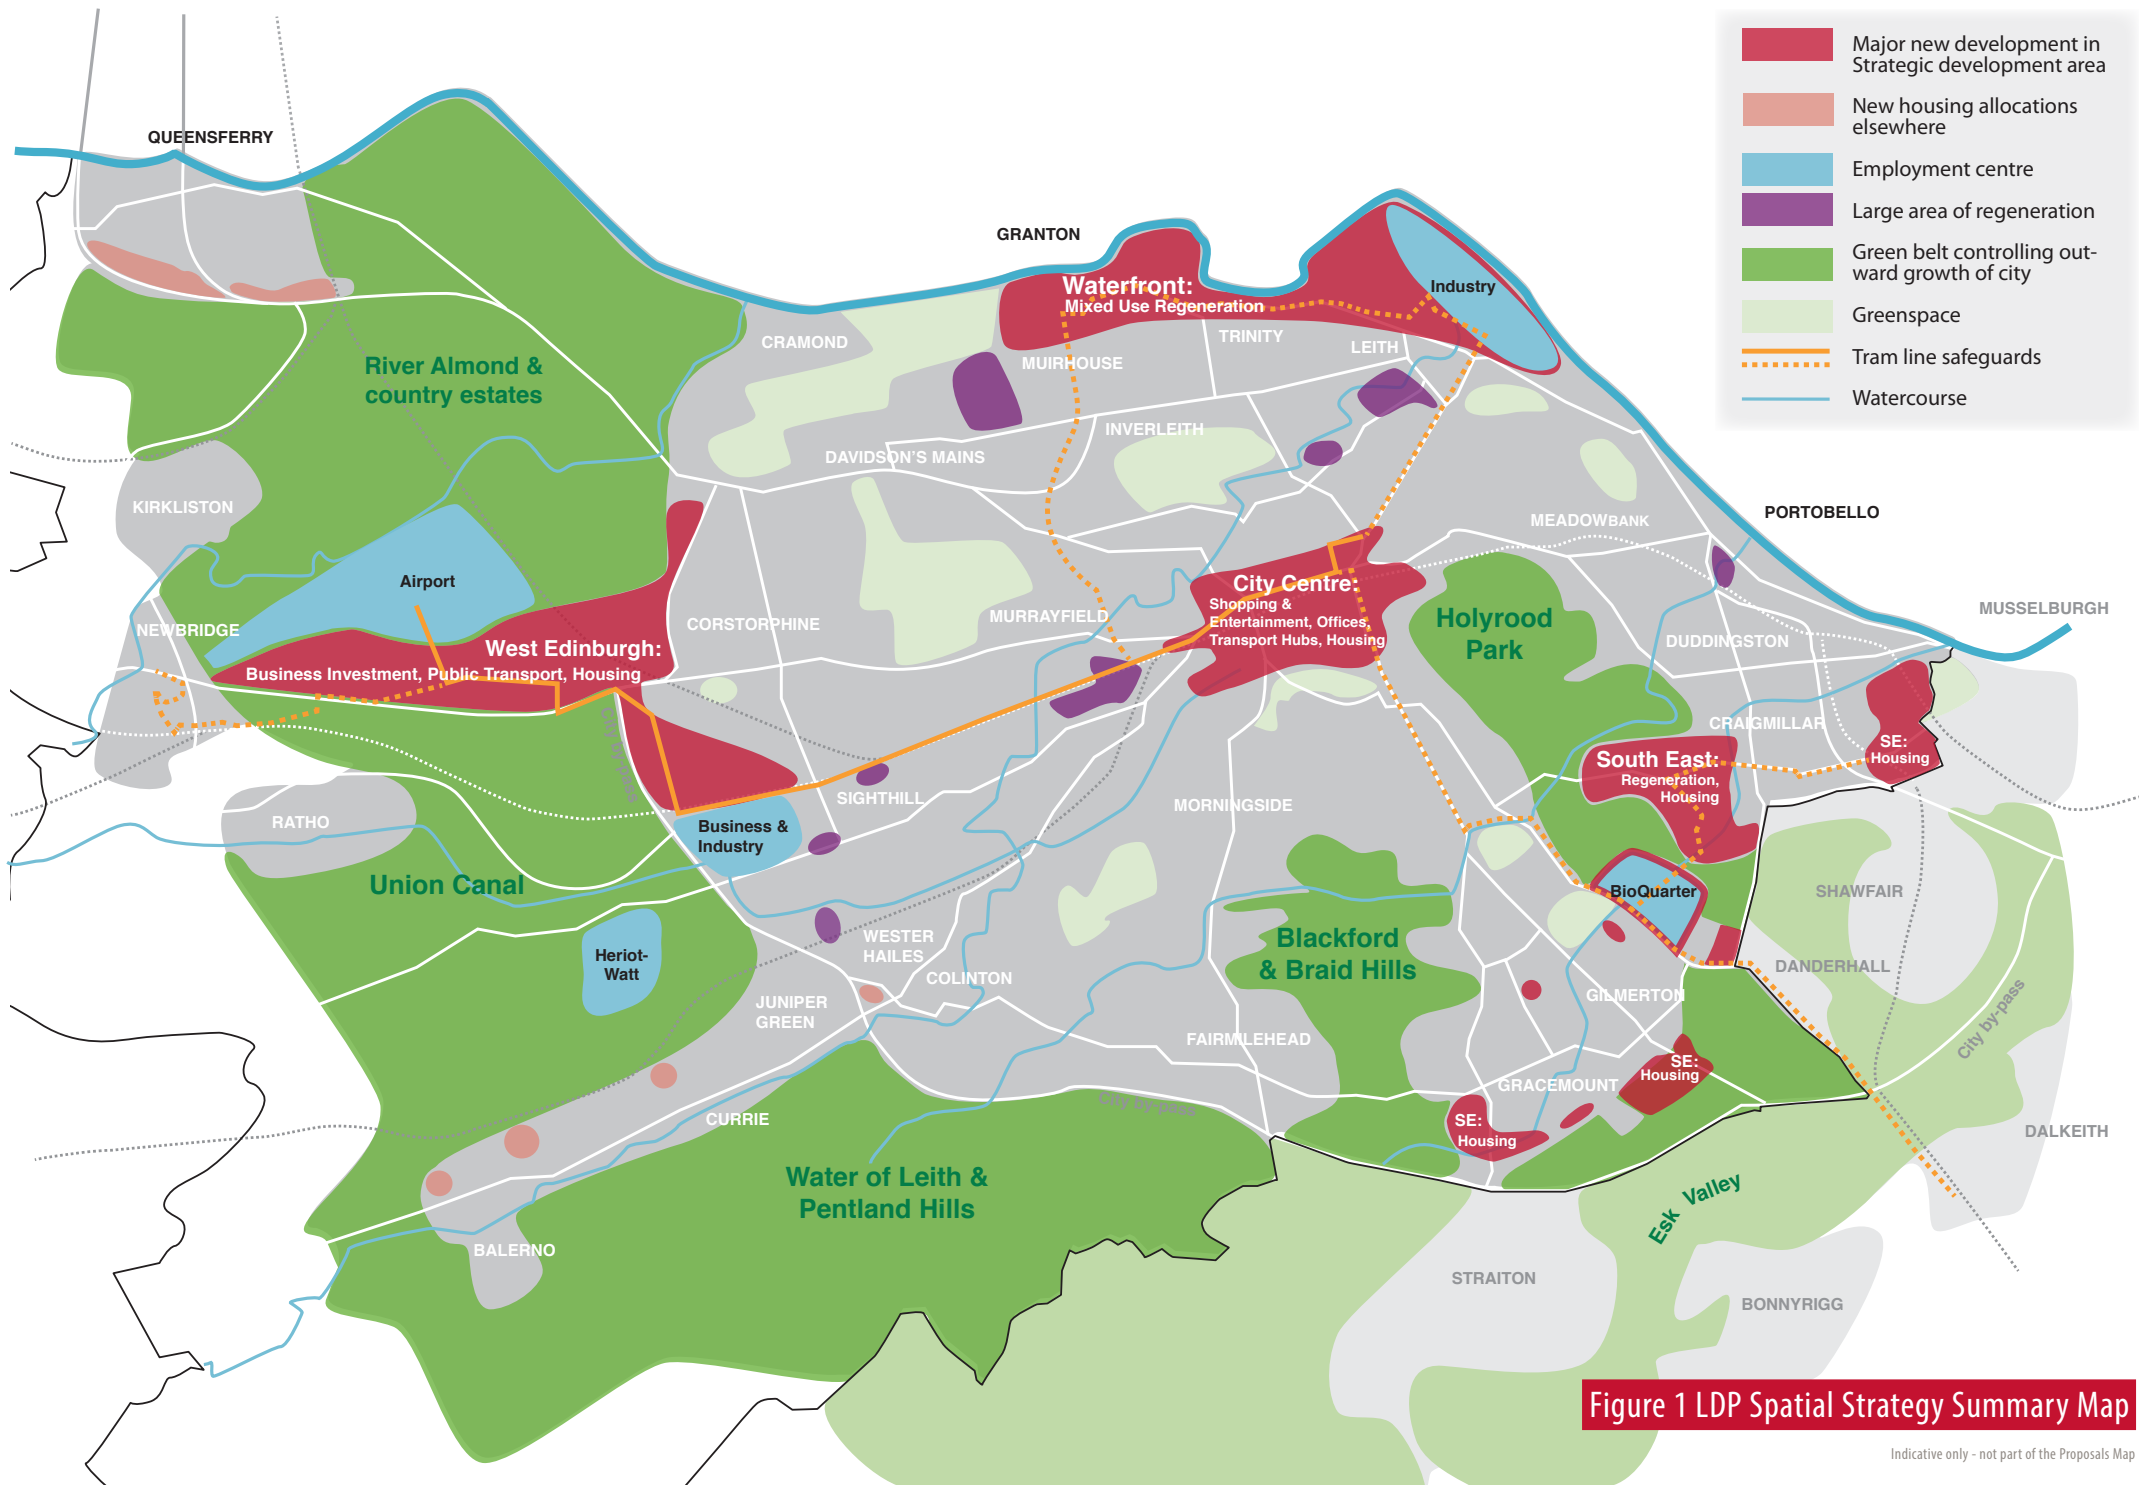 Major new development in
Strategic development area
New housing allocations
elsewhere
Employment centre
Large area of regeneration
Green belt controlling out-
ward growth of city
Greenspace
Tram line safeguards
Watercourse
QUEENSFERRY
GRANTON
Waterfront:
Mixed Use Regeneration
Industry
TRINITY
LEITH
CRAMOND
MUIRHOUSE
River Almond &
country estates
INVERLEITH
DAVIDSON'S MAINS
KIRKLISTON
PORTOBELLO
MEADOWBANK
Airport
City Centre:
Shopping &
Entertainment, Offices,
Transport Hubs, Housing
Holyrood
Park
MUSSELBURGH
NEWBRIDGE
CORSTORPHINE
MURRAYFIELD
DUDDINGSTON
West Edinburgh:
Business Investment, Public Transport, Housing
City by-pass
CRAIGMILLAR
SE:
Housing
South East:
Regeneration,
Housing
SIGHTHILL
MORNINGSIDE
RATHO
Business &
Industry
Union Canal
BioQuarter
SHAWFAIR
Heriot-
Watt
WESTER
HAILES
COLINTON
Blackford
& Braid Hills
DANDERHALL
JUNIPER
GREEN
GILMERTON
City by-pass
FAIRMILEHEAD
SE:
Housing
GRACEMOUNT
City by-pass
CURRIE
SE:
Housing
DALKEITH
Water of Leith &
Pentland Hills
Esk Valley
BALERNO
STRAITON
BONNYRIGG
Figure 1 LDP Spatial Strategy Summary Map
Indicative only - not part of the Proposals Map